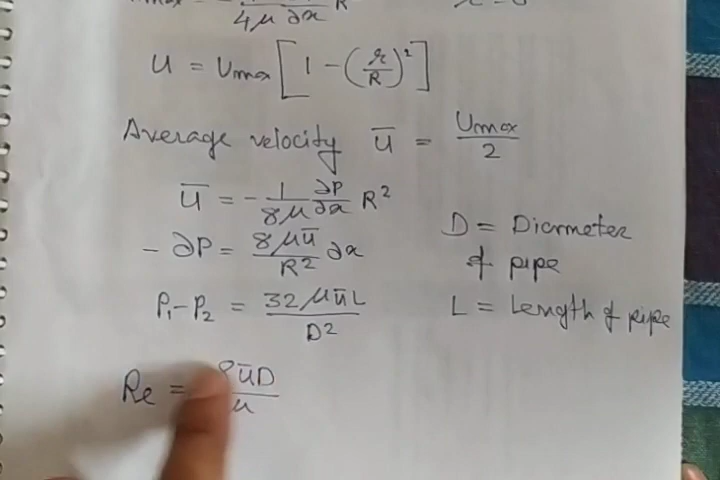 4μ ∂x R
U = Umax [1 - (r/R)²]
Average velocity ū = Umax/2
ū = - 1/8μ ∂P/∂x R²
- ∂P = 8μū/R² ∂x
P₁-P₂ = 32μūL/D²
D = Diameter
of pipe
L = Length of pipe
Re = ρūD/μ